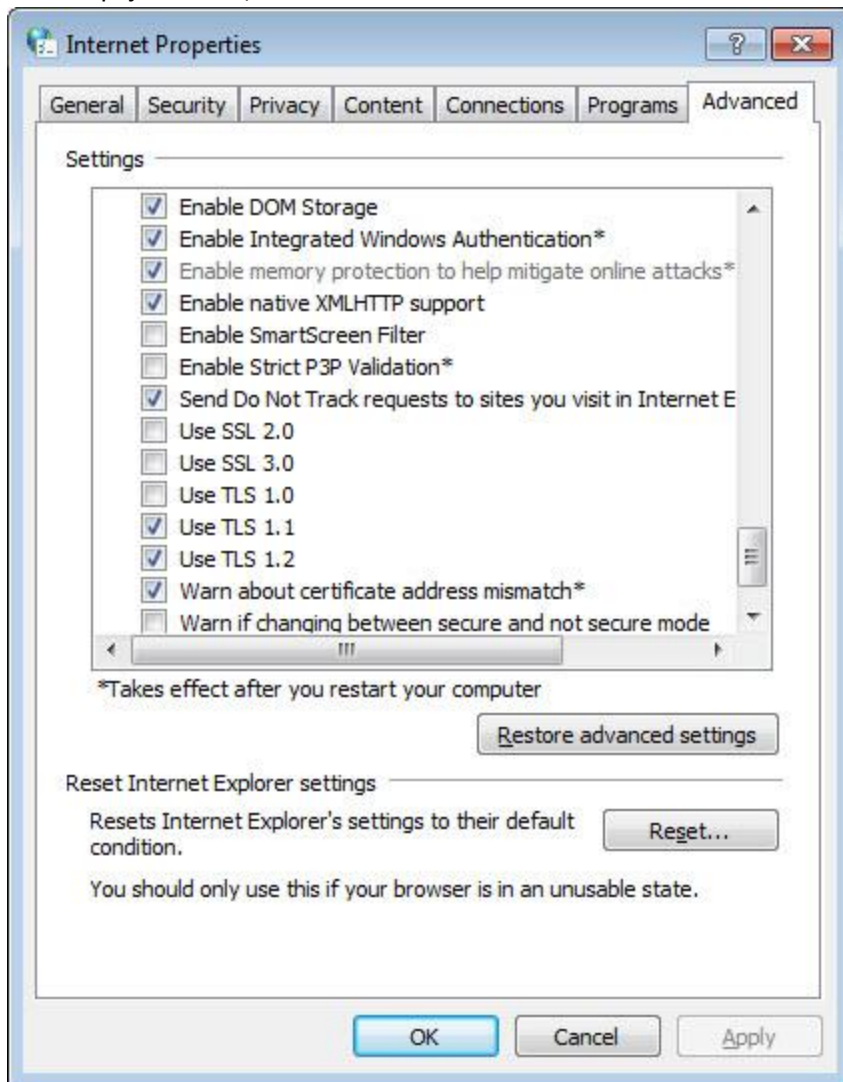 Internet Properties
General Security Privacy Content Connections Programs Advanced
Settings
Enable DOM Storage
Enable Integrated Windows Authentication*
Enable memory protection to help mitigate online attacks*
Enable native XMLHTTP support
Enable SmartScreen Filter
Enable Strict P3P Validation*
Send Do Not Track requests to sites you visit in Internet E
Use SSL 2.0
Use SSL 3.0
Use TLS 1.0
Use TLS 1.1
Use TLS 1.2
Warn about certificate address mismatch*
Warn if changing between secure and not secure mode
*Takes effect after you restart your computer
Restore advanced settings
Reset Internet Explorer settings
Resets Internet Explorer's settings to their default
condition.
Reset...
You should only use this if your browser is in an unusable state.
OK Cancel Apply